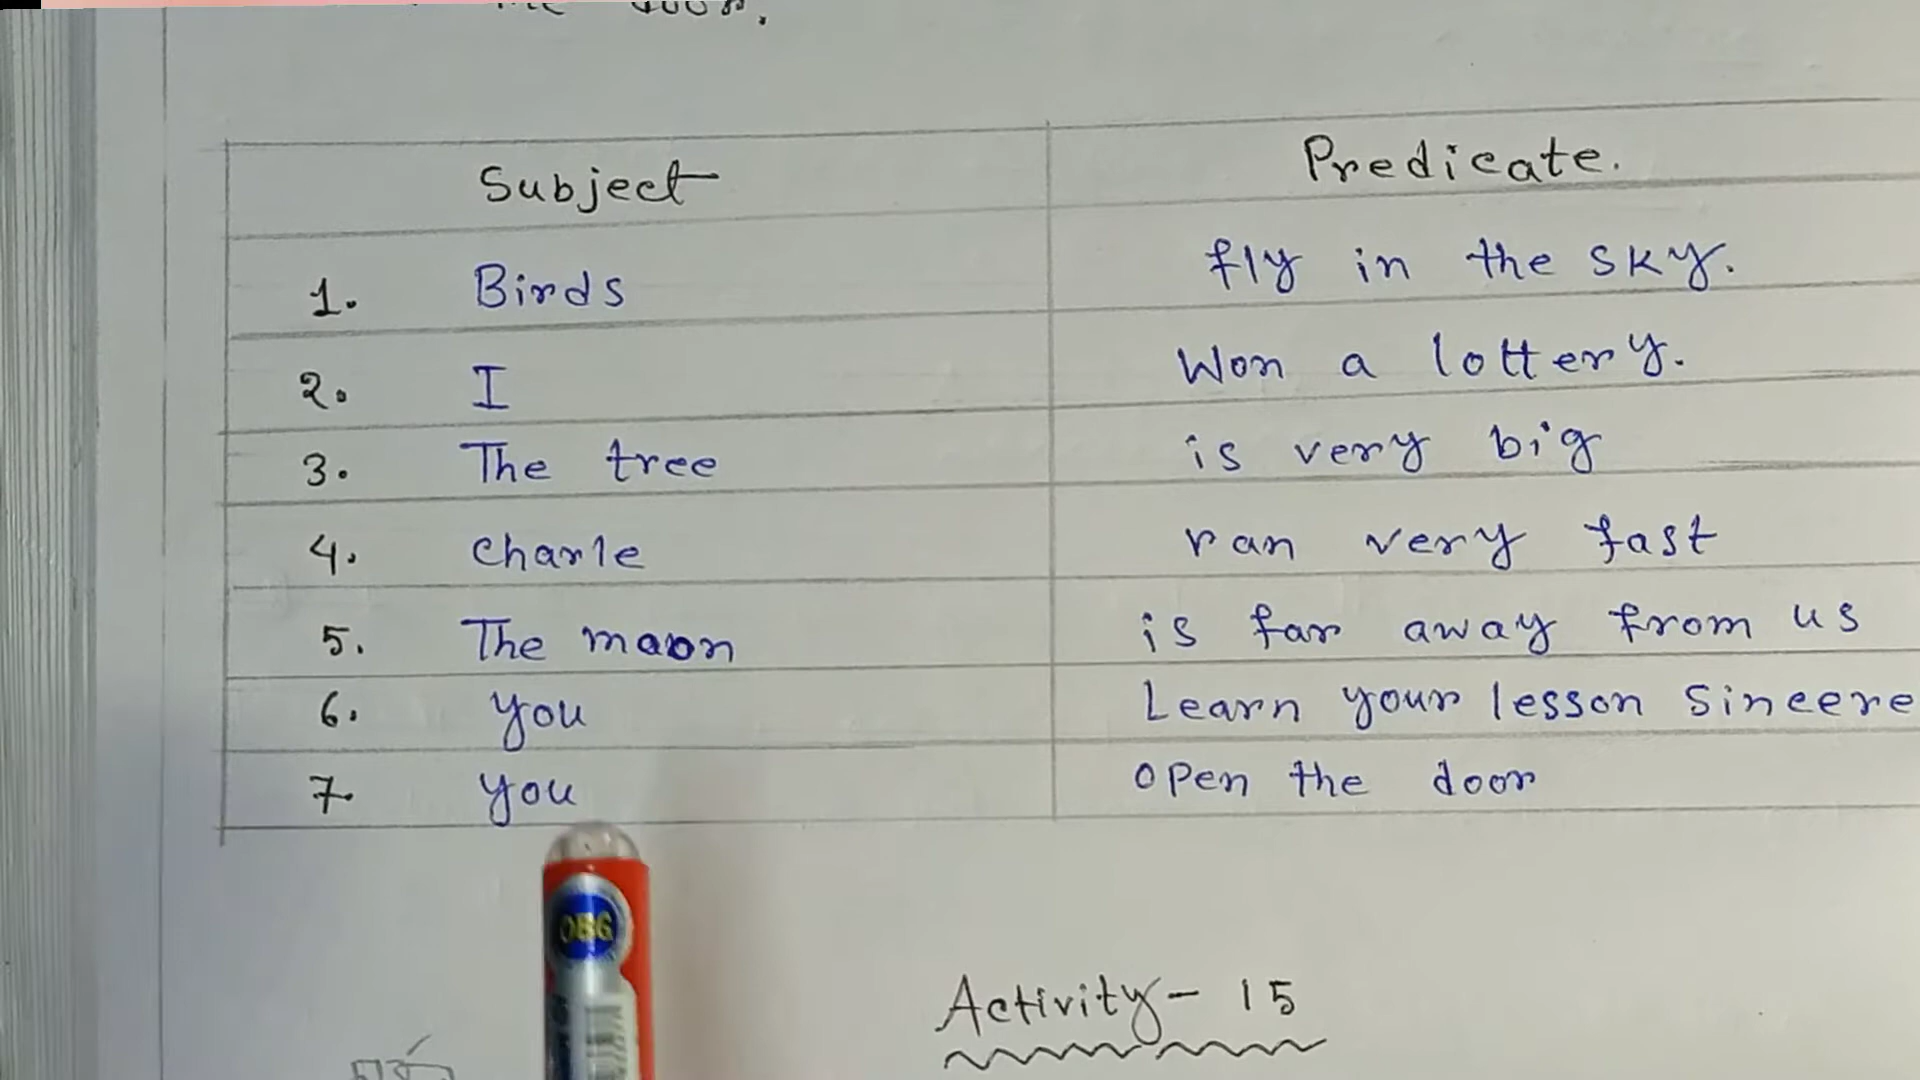 door.
Subject Predicate.
1. Birds fly in the sky.
2. I Won a lottery.
3. The tree is very big
4. Charle ran very fast
5. The moon is far away from us
6. you Learn your lesson Sincere
7. you open the door
OBG
Activity - 15